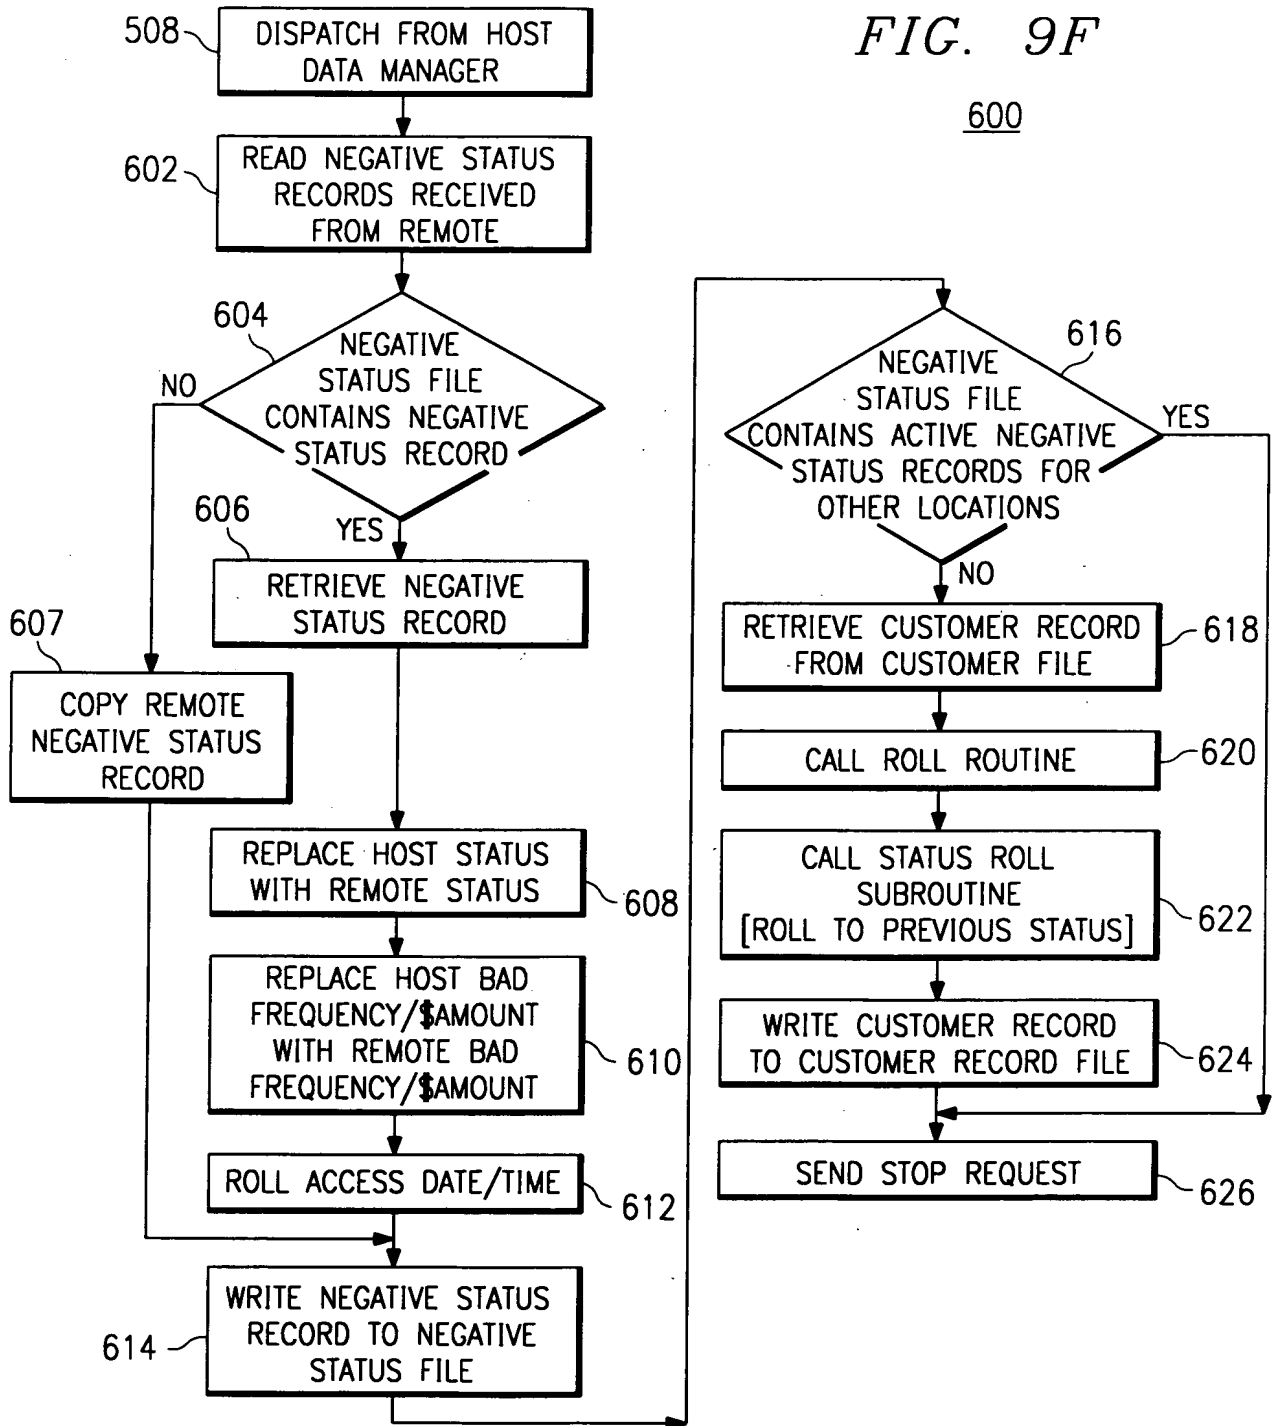 FIG. 9F
600
508
DISPATCH FROM HOST
DATA MANAGER
602
READ NEGATIVE STATUS
RECORDS RECEIVED
FROM REMOTE
604
NEGATIVE
STATUS FILE
CONTAINS NEGATIVE
STATUS RECORD
NO
YES
606
RETRIEVE NEGATIVE
STATUS RECORD
607
COPY REMOTE
NEGATIVE STATUS
RECORD
REPLACE HOST STATUS
WITH REMOTE STATUS
608
REPLACE HOST BAD
FREQUENCY/$AMOUNT
WITH REMOTE BAD
FREQUENCY/$AMOUNT
610
ROLL ACCESS DATE/TIME
612
WRITE NEGATIVE STATUS
RECORD TO NEGATIVE
STATUS FILE
614
616
NEGATIVE
STATUS FILE
CONTAINS ACTIVE NEGATIVE
STATUS RECORDS FOR
OTHER LOCATIONS
YES
NO
RETRIEVE CUSTOMER RECORD
FROM CUSTOMER FILE
618
CALL ROLL ROUTINE
620
CALL STATUS ROLL
SUBROUTINE
[ROLL TO PREVIOUS STATUS]
622
WRITE CUSTOMER RECORD
TO CUSTOMER RECORD FILE
624
SEND STOP REQUEST
626